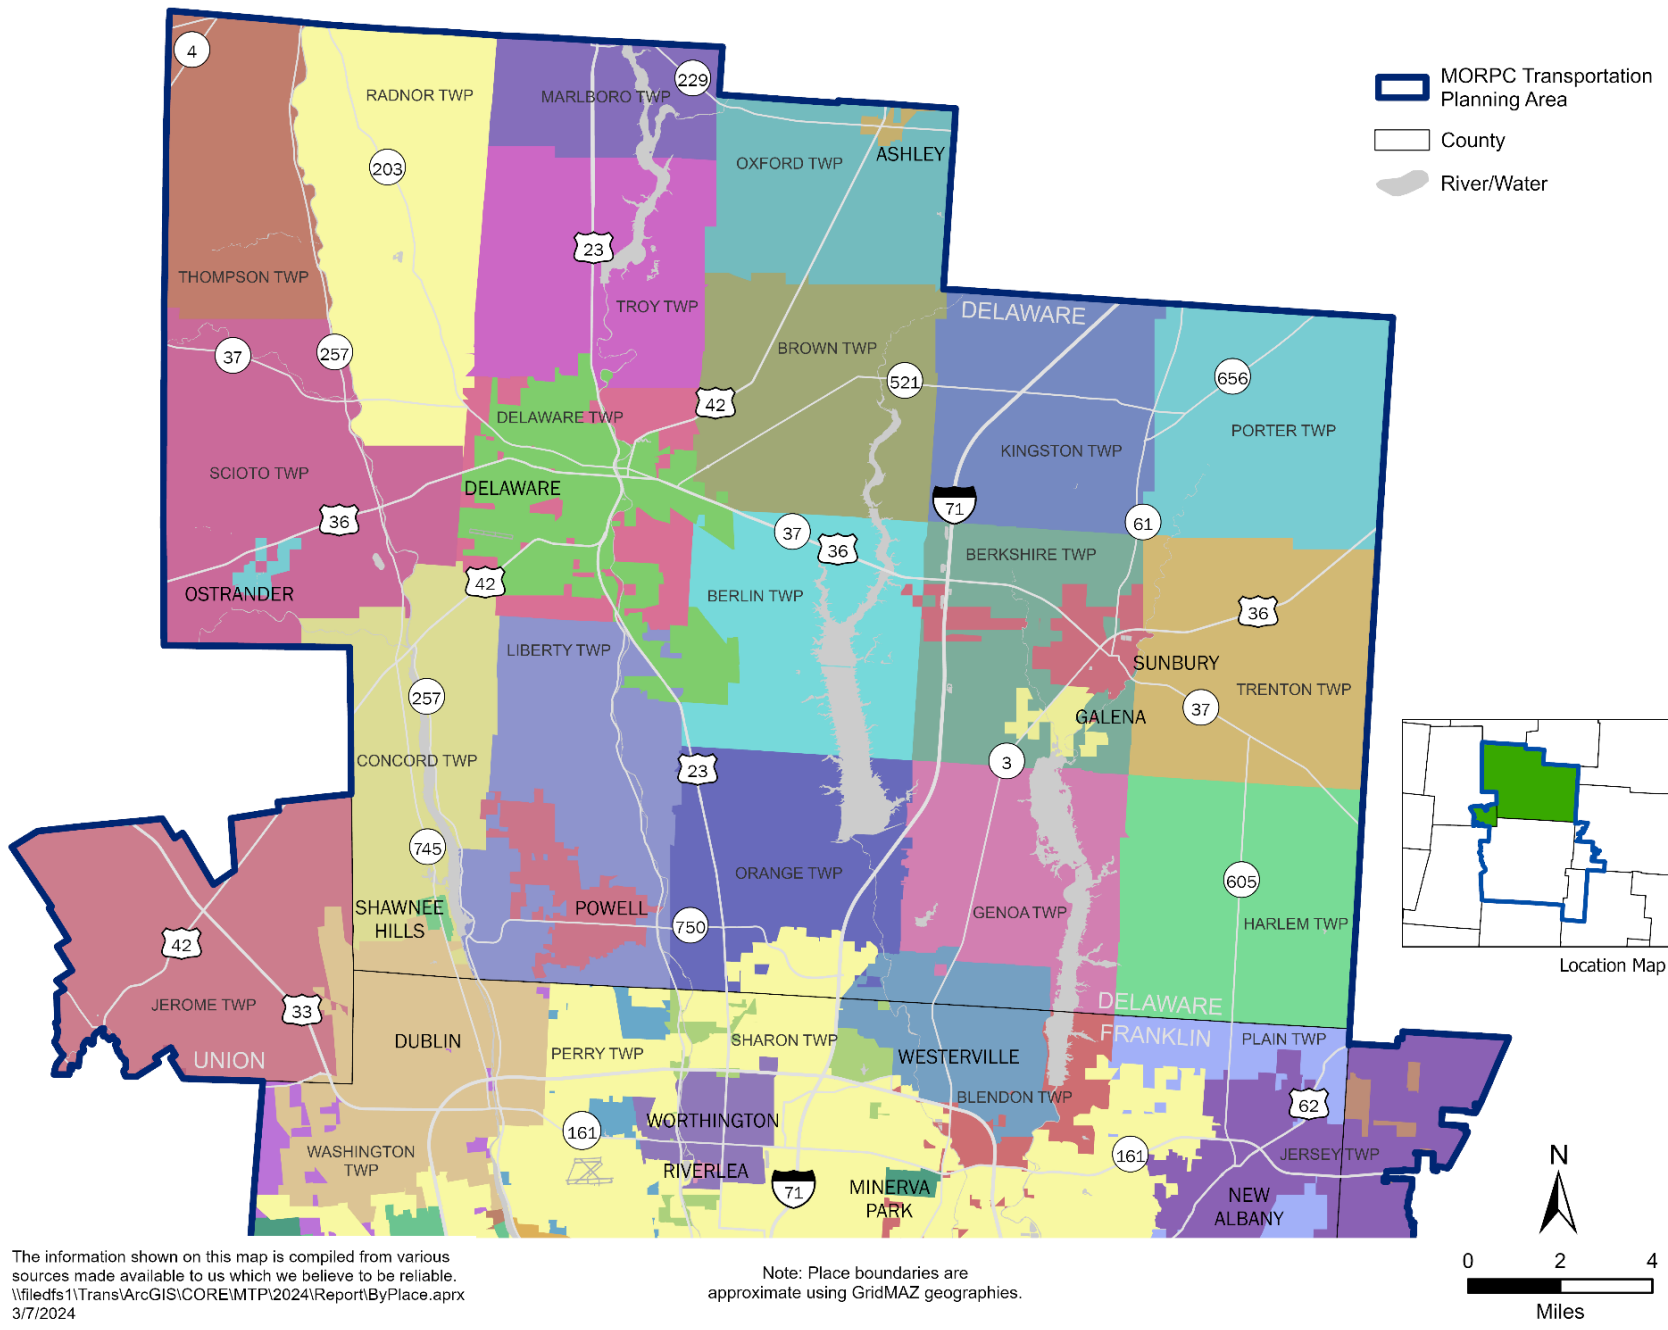 4
RADNOR TWP
MARLBORO TWP
229
MORPC Transportation
Planning Area
County
River/Water
203
OXFORD TWP
ASHLEY
23
THOMPSON TWP
TROY TWP
DELAWARE
37
257
BROWN TWP
521
656
42
DELAWARE TWP
PORTER TWP
KINGSTON TWP
SCIOTO TWP
DELAWARE
71
36
37
36
61
BERKSHIRE TWP
42
OSTRANDER
BERLIN TWP
36
LIBERTY TWP
SUNBURY
TRENTON TWP
257
37
GALENA
CONCORD TWP
23
3
745
ORANGE TWP
605
SHAWNEE
HILLS
POWELL
750
GENOA TWP
HARLEM TWP
42
JEROME TWP
33
DELAWARE
FRANKLIN
UNION
DUBLIN
PERRY TWP
SHARON TWP
WESTERVILLE
PLAIN TWP
BLENDON TWP
62
WORTHINGTON
161
WASHINGTON
TWP
RIVERLEA
161
JERSEY TWP
71
MINERVA
PARK
NEW
ALBANY
Location Map
N
0 2 4
Miles
The information shown on this map is compiled from various
sources made available to us which we believe to be reliable.
\\filedfs1\Trans\ArcGIS\CORE\MTP\2024\Report\ByPlace.aprx
3/7/2024
Note: Place boundaries are
approximate using GridMAZ geographies.